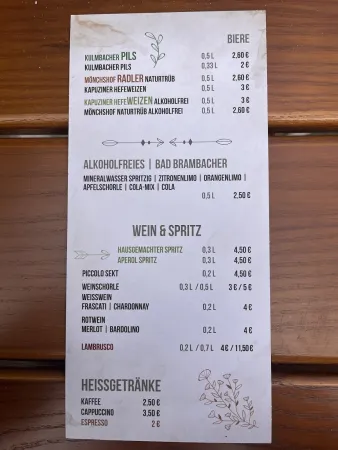 BIERE
KULMBACHER PILS 0,5 L 2,60 €
KULMBACHER PILS 0,33 L 2 €
MÖNCHSHOF RADLER NATURTRÜB 0,5 L 2,60 €
KAPUZINER HEFEWEIZEN 0,5 L 3 €
KAPUZINER HEFEWEIZEN ALKOHOLFREI 0,5 L 3 €
MÖNCHSHOF NATURTRÜB ALKOHOLFREI 0,5 L 2,60 €
ALKOHOLFREIES | BAD BRAMBACHER
MINERALWASSER SPRITZIG | ZITRONENLIMO | ORANGENLIMO |
APFELSCHORLE | COLA-MIX | COLA
0,5 L 2,50 €
WEIN & SPRITZ
HAUSGEMACHTER SPRITZ 0,3 L 4,50 €
APEROL SPRITZ 0,3 L 4,50 €
PICCOLO SEKT 0,2 L 4,50 €
WEINSCHORLE 0,3 L / 0,5 L 3 € / 5 €
WEISSWEIN
FRASCATI | CHARDONNAY 0,2 L 4 €
ROTWEIN
MERLOT | BARDOLINO 0,2 L 4 €
LAMBRUSCO 0,2 L / 0,7 L 4 € / 11,50 €
HEISSGETRÄNKE
KAFFEE 2,50 €
CAPPUCCINO 3,50 €
ESPRESSO 2 €